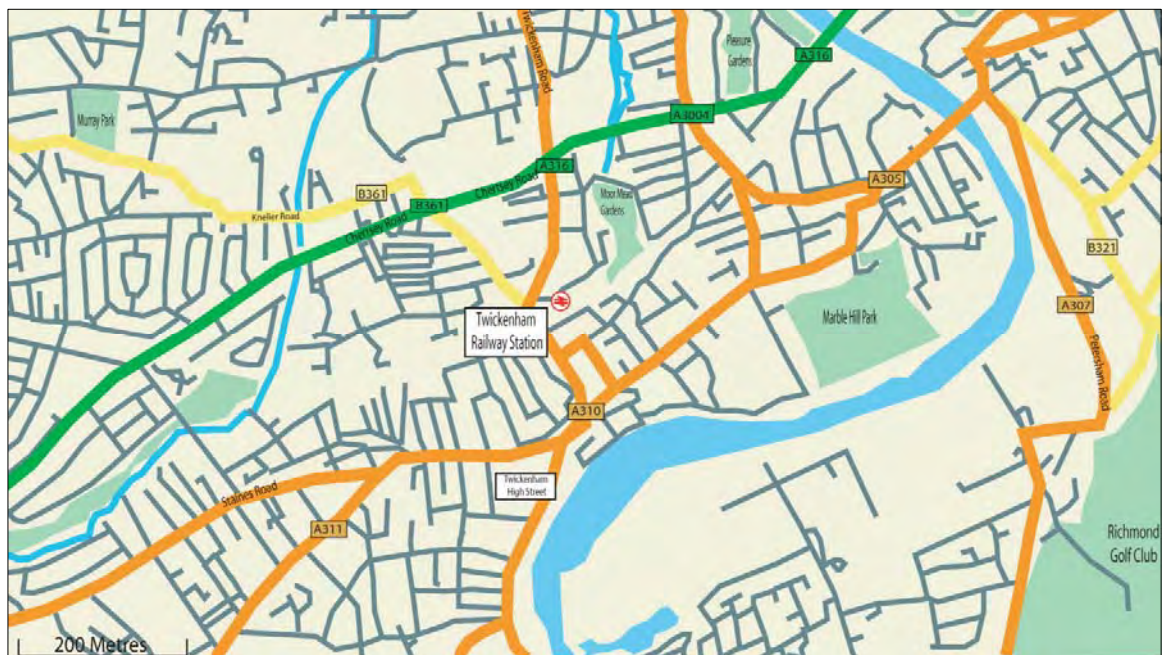 Twickenham Road
Pleasure
Gardens
A316
A3004
Murray Park
A316
Chertsey Road
B361
B361
Kneller Road
Chertsey Road
Moor Mead
Gardens
A305
B321
A307
Marble Hill Park
Twickenham
Railway Station
Petersham Road
A310
Twickenham
High Street
Staines Road
A311
Richmond
Golf Club
200 Metres